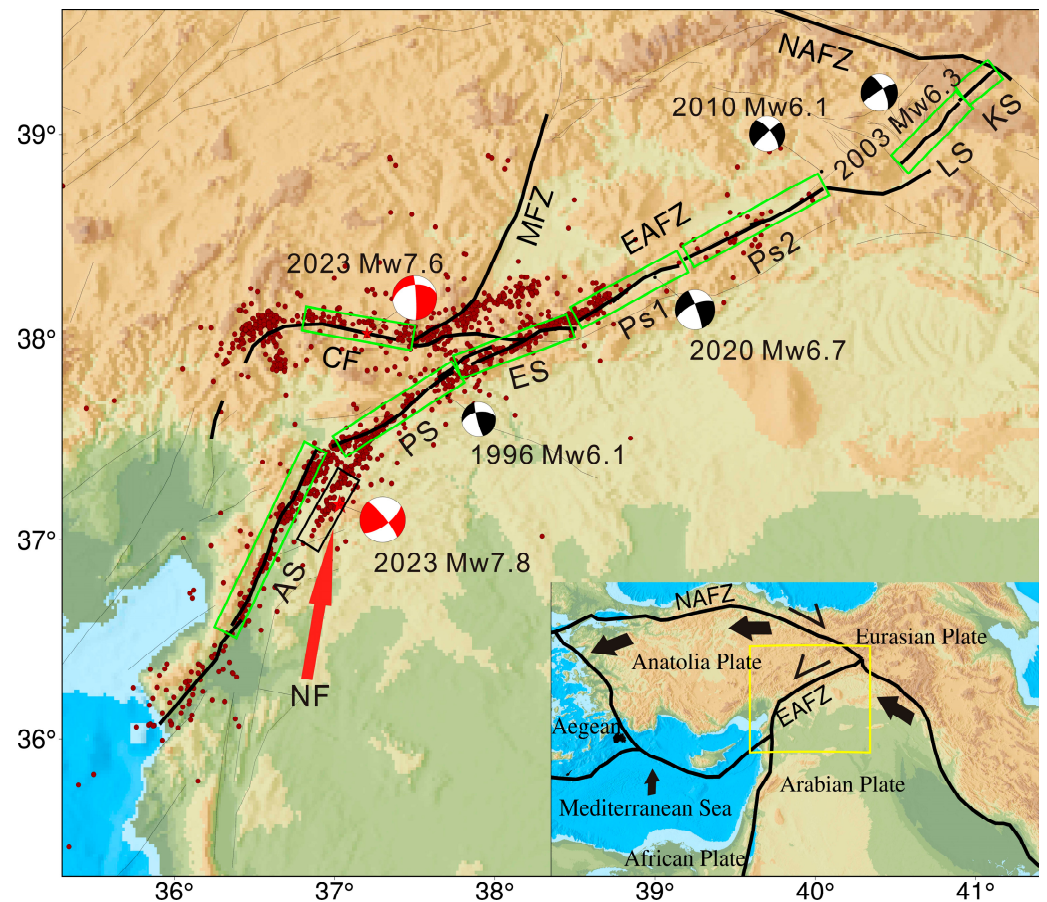 NAFZ
2010 Mw6.1
2003 Mw6.3
KS
LS
39°
MFZ
EAFZ
Ps2
2023 Mw7.6
Ps1
38°
CF
ES
2020 Mw6.7
PS
1996 Mw6.1
37°
2023 Mw7.8
AS
NF
36°
NAFZ
Eurasian Plate
Anatolia Plate
EAFZ
Aegean
Arabian Plate
Mediterranean Sea
African Plate
36° 37° 38° 39° 40° 41°